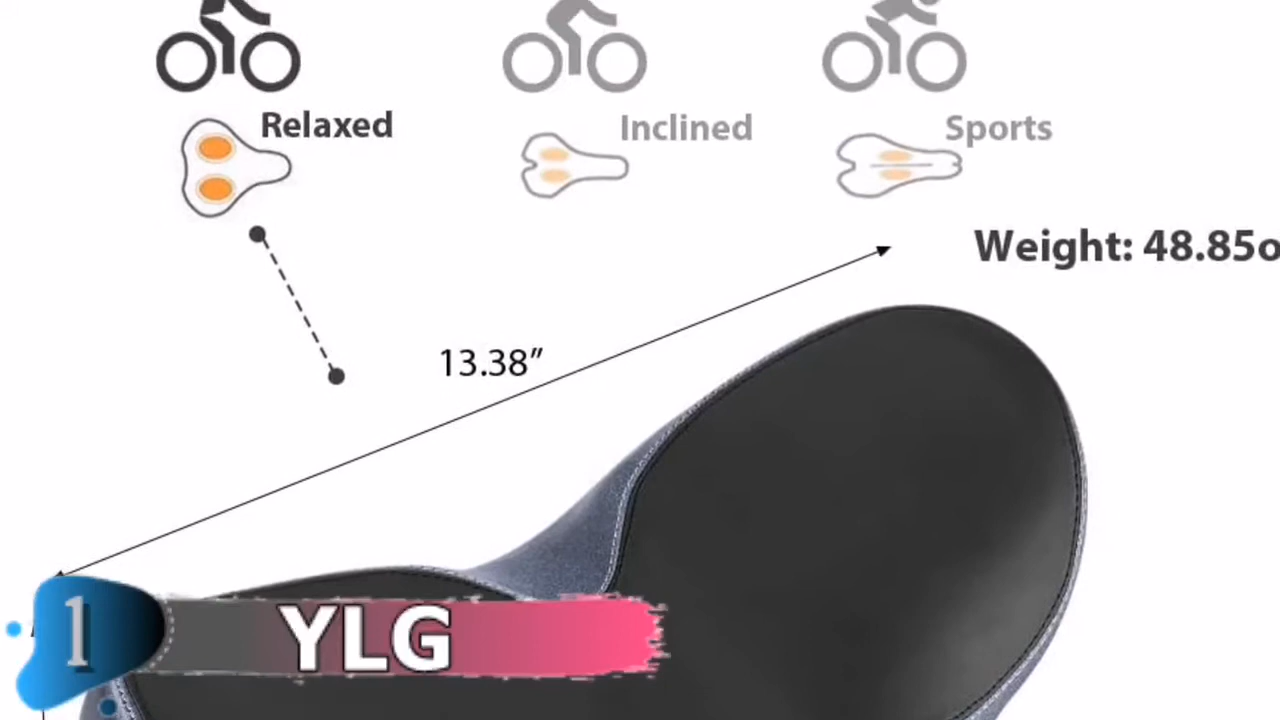 Relaxed
Inclined
Sports
Weight: 48.85o
13.38”
1
YLG